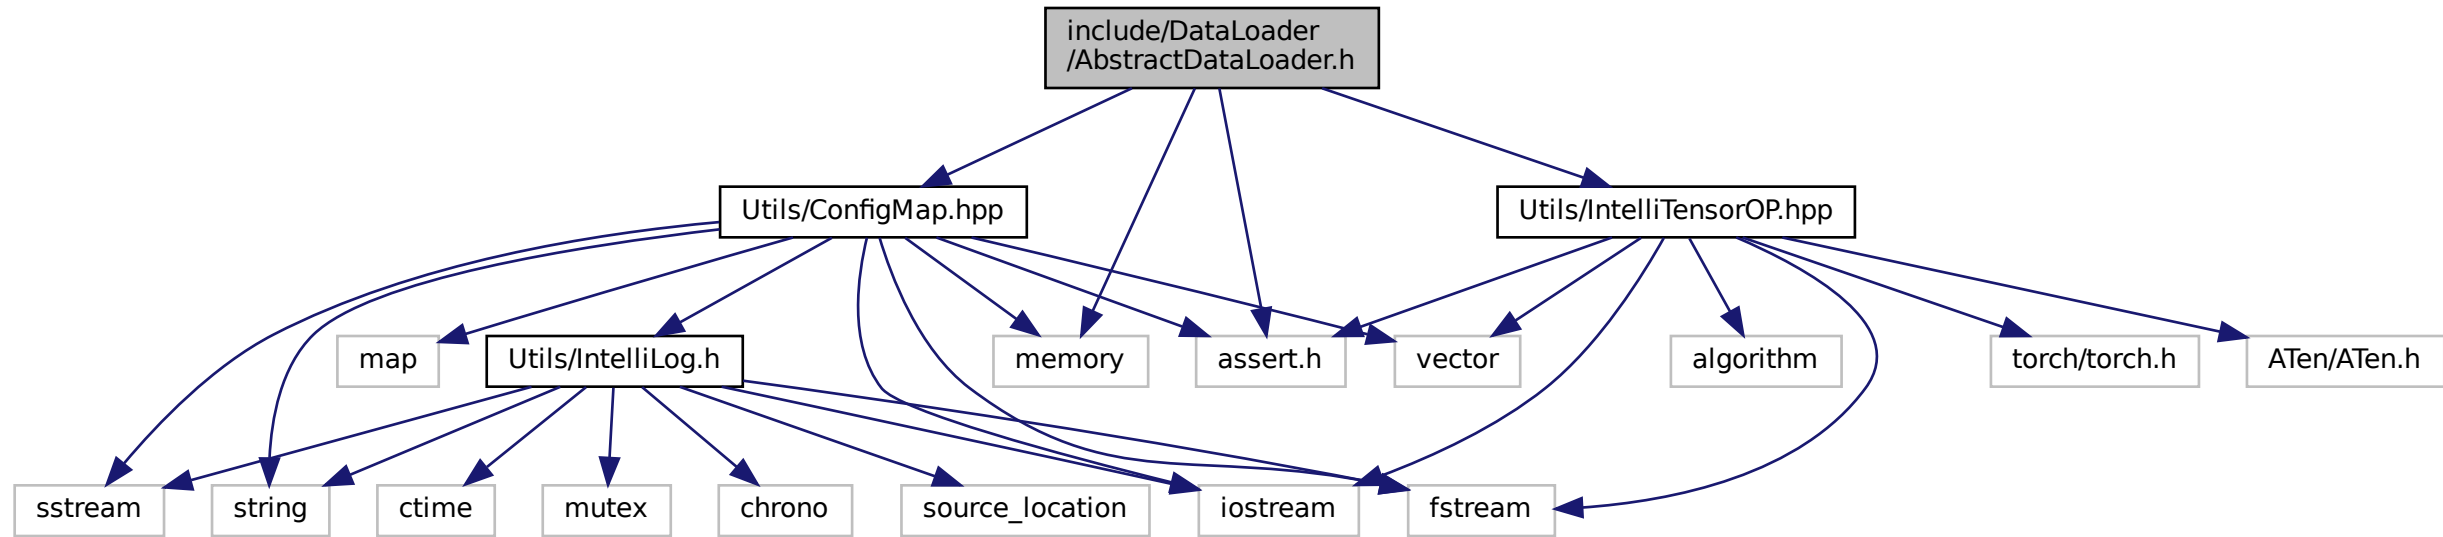 include/DataLoader
/AbstractDataLoader.h
Utils/ConfigMap.hpp
Utils/IntelliTensorOP.hpp
map
Utils/IntelliLog.h
memory
assert.h
vector
algorithm
torch/torch.h
ATen/ATen.h
sstream
string
ctime
mutex
chrono
source_location
iostream
fstream